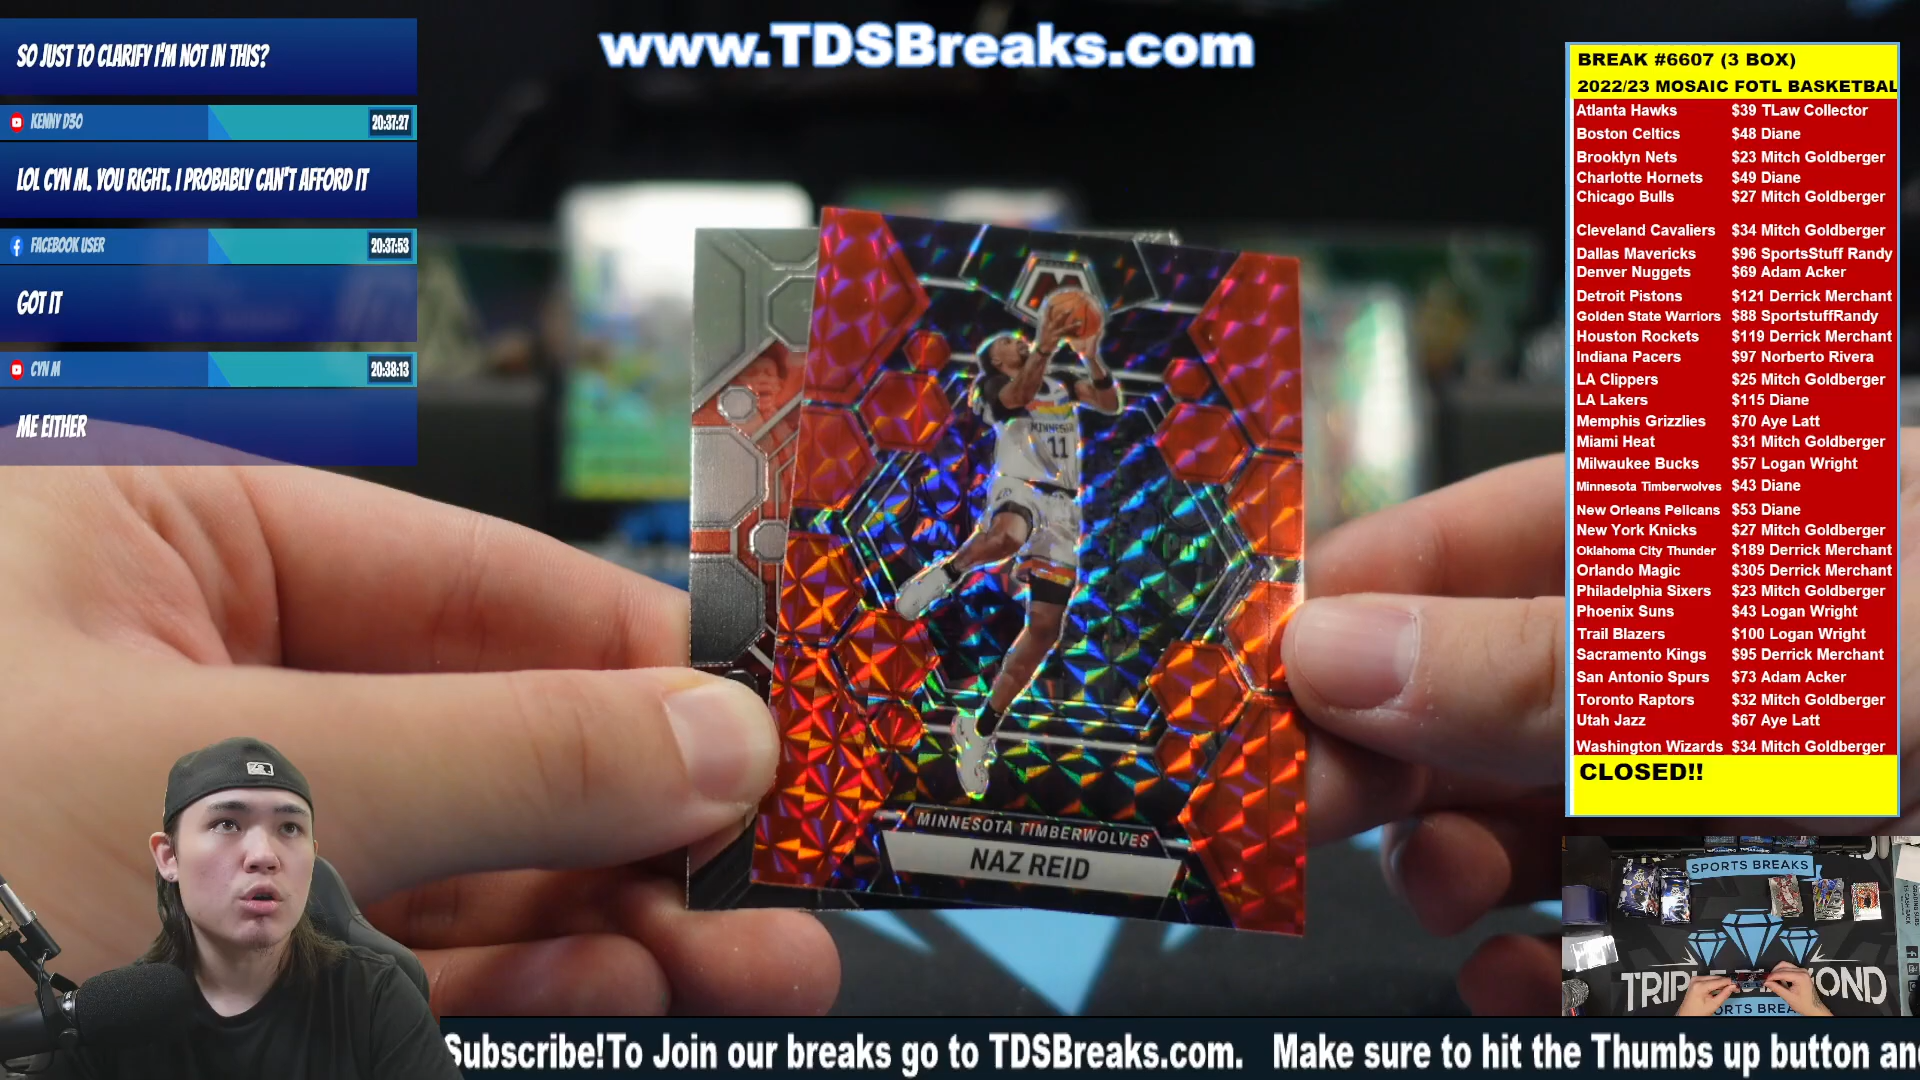 SO JUST TO CLARIFY I'M NOT IN THIS?
KENNY D30 20:37:27
LOL CYN M. YOU RIGHT. I PROBABLY CAN'T AFFORD IT
FACEBOOK USER 20:37:53
GOT IT
CYN M 20:38:13
ME EITHER
www.TDSBreaks.com
MINNESOTA
11
MINNESOTA TIMBERWOLVES
NAZ REID
BREAK #6607 (3 BOX)
2022/23 MOSAIC FOTL BASKETBAL
Atlanta Hawks $39 TLaw Collector
Boston Celtics $48 Diane
Brooklyn Nets $23 Mitch Goldberger
Charlotte Hornets $49 Diane
Chicago Bulls $27 Mitch Goldberger
Cleveland Cavaliers $34 Mitch Goldberger
Dallas Mavericks $96 SportsStuff Randy
Denver Nuggets $69 Adam Acker
Detroit Pistons $121 Derrick Merchant
Golden State Warriors $88 SportstuffRandy
Houston Rockets $119 Derrick Merchant
Indiana Pacers $97 Norberto Rivera
LA Clippers $25 Mitch Goldberger
LA Lakers $115 Diane
Memphis Grizzlies $70 Aye Latt
Miami Heat $31 Mitch Goldberger
Milwaukee Bucks $57 Logan Wright
Minnesota Timberwolves $43 Diane
New Orleans Pelicans $53 Diane
New York Knicks $27 Mitch Goldberger
Oklahoma City Thunder $189 Derrick Merchant
Orlando Magic $305 Derrick Merchant
Philadelphia Sixers $23 Mitch Goldberger
Phoenix Suns $43 Logan Wright
Trail Blazers $100 Logan Wright
Sacramento Kings $95 Derrick Merchant
San Antonio Spurs $73 Adam Acker
Toronto Raptors $32 Mitch Goldberger
Utah Jazz $67 Aye Latt
Washington Wizards $34 Mitch Goldberger
CLOSED!!
SPORTS BREAKS
Subscribe!To Join our breaks go to TDSBreaks.com. Make sure to hit the Thumbs up button an